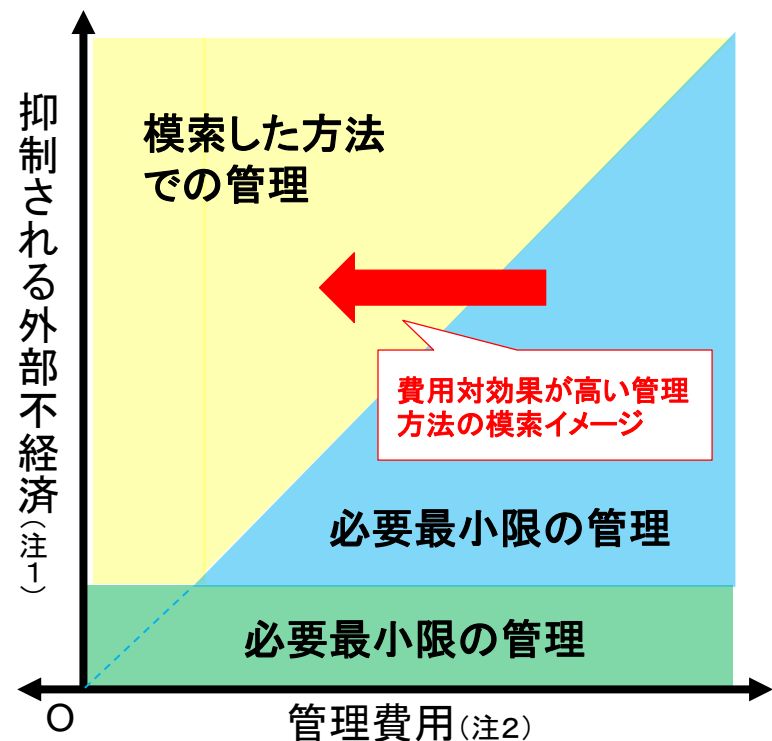 抑制される外部不経済(注1)
模索した方法
での管理
費用対効果が高い管理
方法の模索イメージ
必要最小限の管理
必要最小限の管理
O
管理費用(注2)